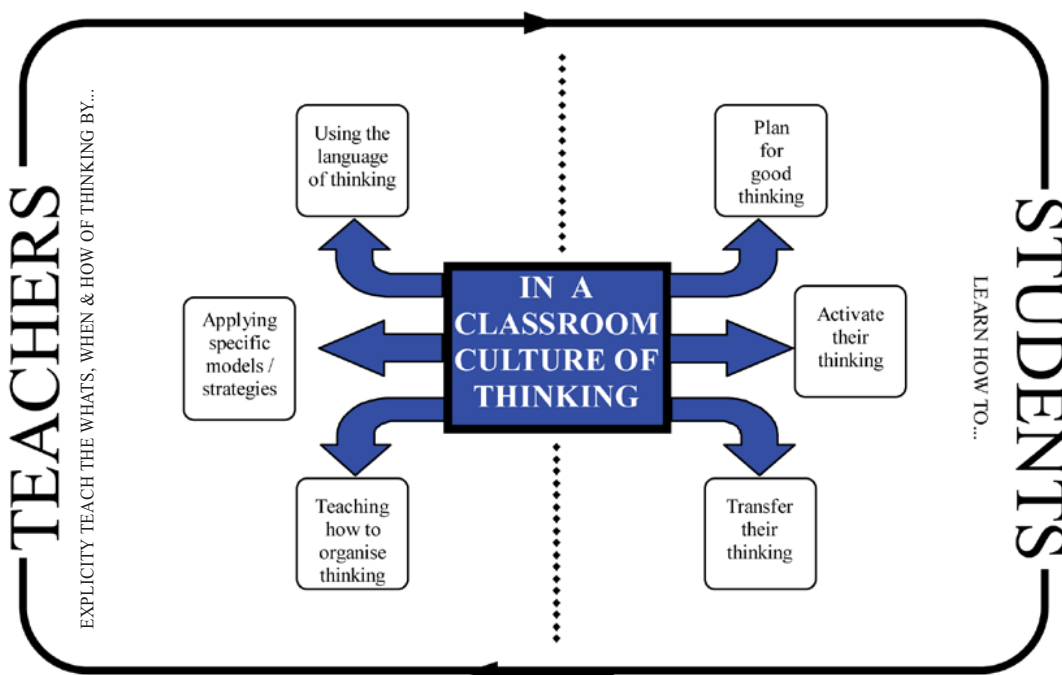 TEACHERS
EXPLICITY TEACH THE WHATS, WHEN & HOW OF THINKING BY...
Using the
language
of thinking
Applying
specific
models /
strategies
Teaching
how to
organise
thinking
IN A
CLASSROOM
CULTURE OF
THINKING
Plan
for
good
thinking
Activate
their
thinking
Transfer
their
thinking
LEARN HOW TO...
STUDENTS